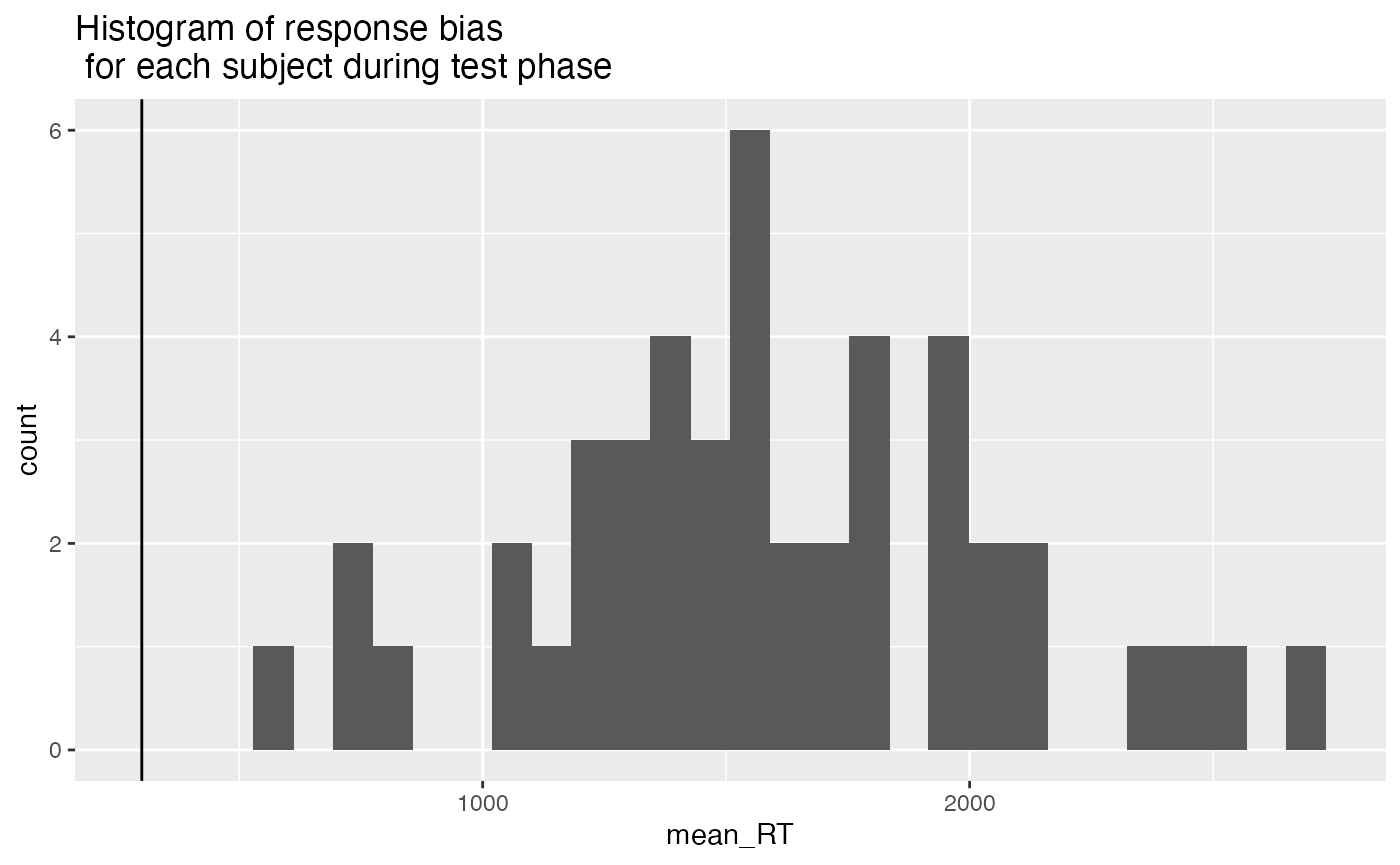 Histogram of response bias
for each subject during test phase
6
4
2
0
count
1000 2000
mean_RT